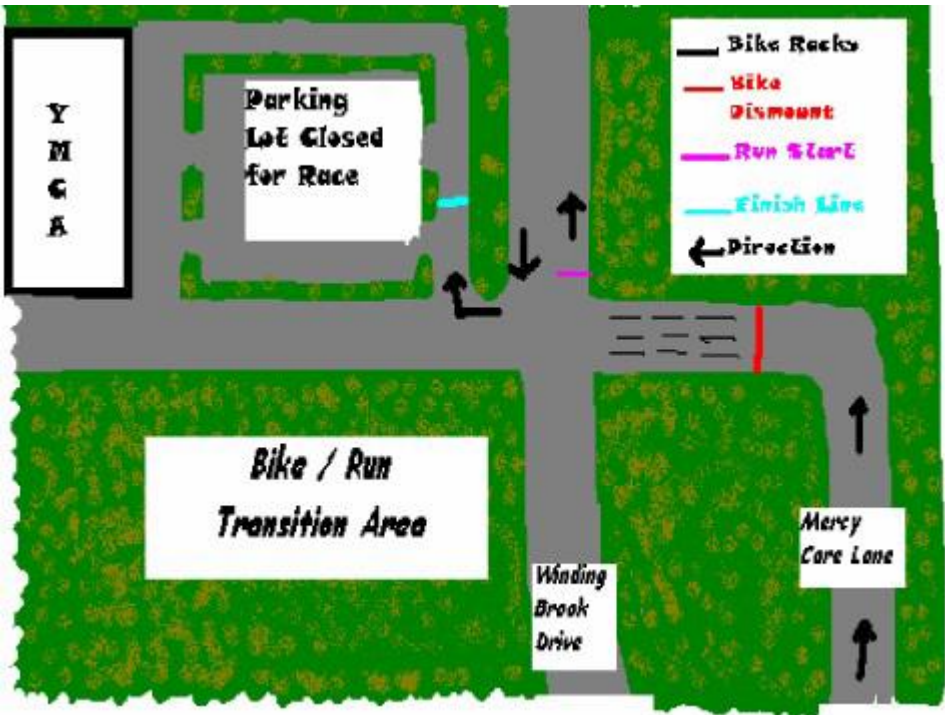 YMCA
Parking
Lot Closed
for Race
Bike Racks
Bike
Dismount
Run Start
Finish Line
Direction
Bike / Run
Transition Area
Winding
Brook
Drive
Mercy
Care Lane